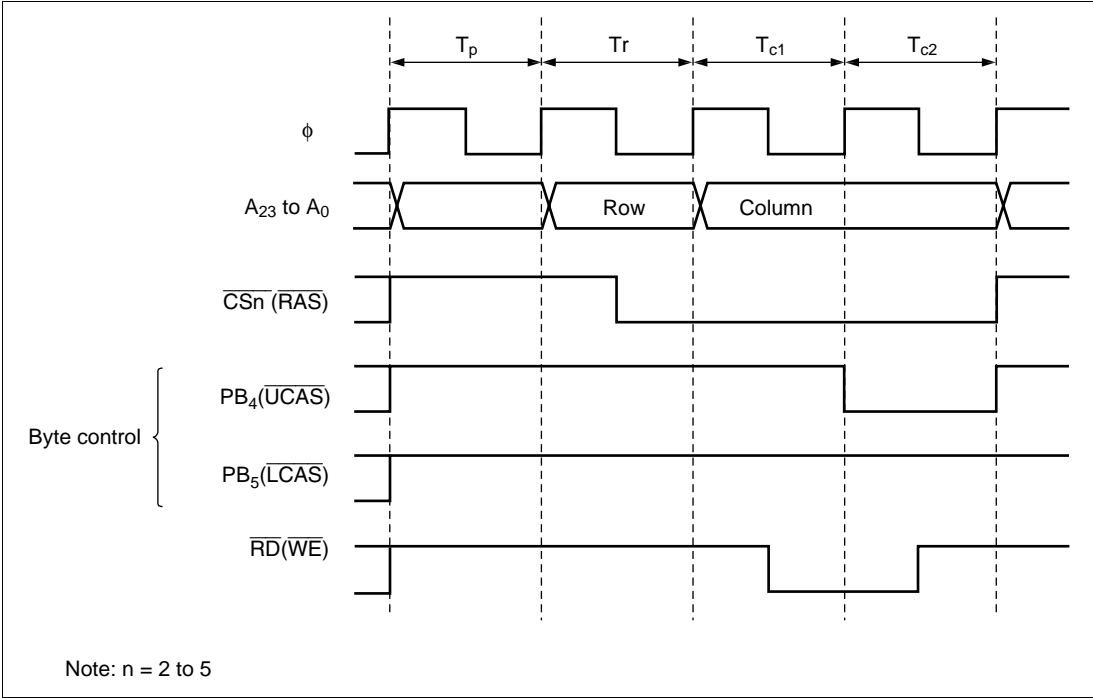 Tp Tr Tc1 Tc2
ϕ
A23 to A0 Row Column
CSn (RAS)
PB4(UCAS)
Byte control
PB5(LCAS)
RD(WE)
Note: n = 2 to 5